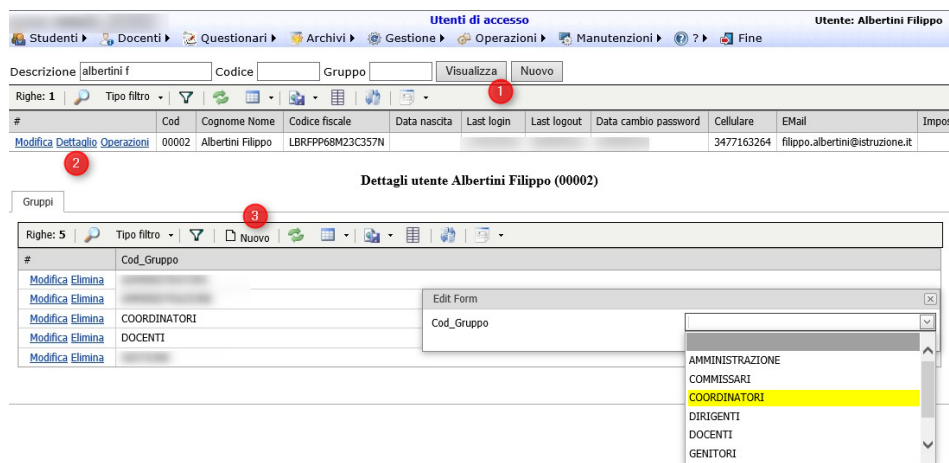 Utenti di accesso
Utente: Albertini Filippo
Studenti Docenti Questionari Archivi Gestione Operazioni Manutenzioni ? Fine
Descrizione albertini f Codice Gruppo Visualizza Nuovo
1
Righe: 1 Tipo filtro
# Cod Cognome Nome Codice fiscale Data nascita Last login Last logout Data cambio password Cellulare EMail Impos
Modifica Dettaglio Operazioni 00002 Albertini Filippo LBRFPP68M23C357N 3477163264 filippo.albertini@istruzione.it
2
Dettagli utente Albertini Filippo (00002)
Gruppi
3
Righe: 5 Tipo filtro Nuovo
# Cod_Gruppo
Modifica Elimina
Modifica Elimina
Modifica Elimina COORDINATORI
Modifica Elimina DOCENTI
Modifica Elimina
Edit Form
Cod_Gruppo
AMMINISTRAZIONE
COMMISSARI
COORDINATORI
DIRIGENTI
DOCENTI
GENITORI